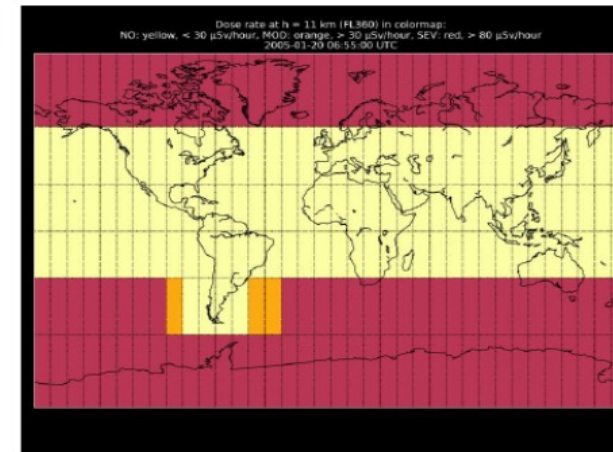 Dose rate at h = 11 km (FL360) in colormap:
NO: yellow, < 30 µSv/hour, MOD: orange, > 30 µSv/hour, SEV: red, > 80 µSv/hour
2005-01-20 06:55:00 UTC